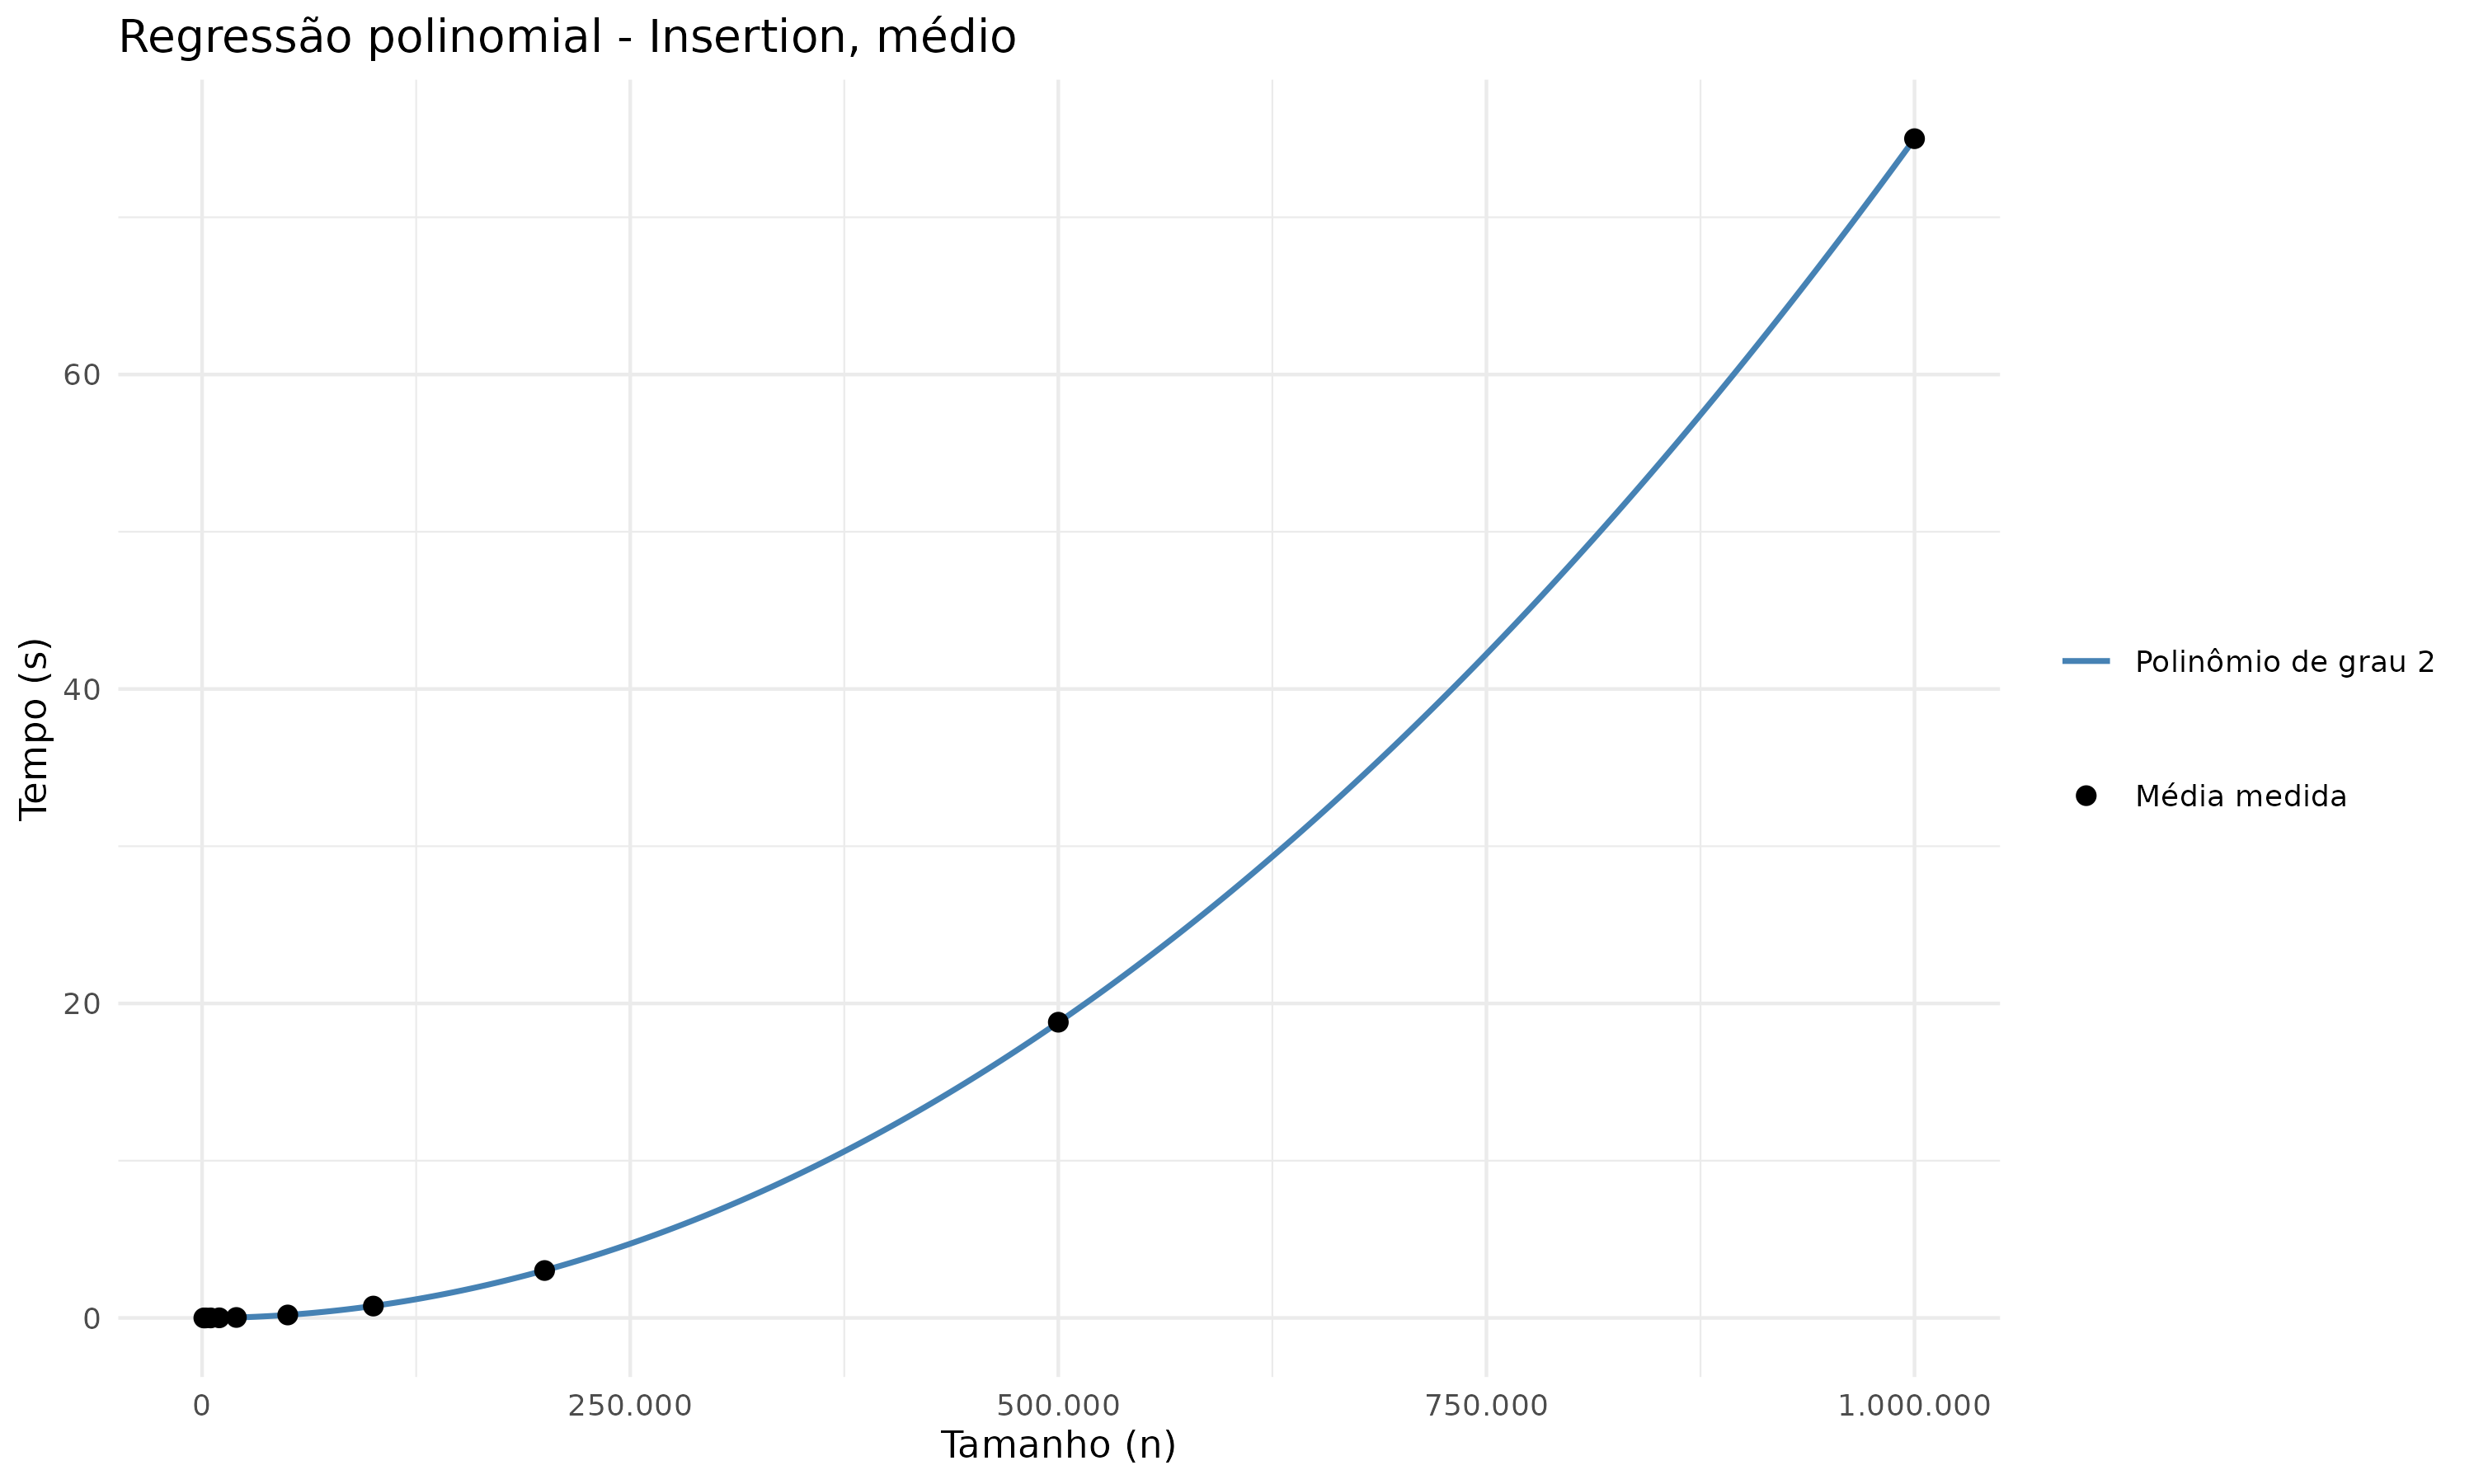 Regressão polinomial - Insertion, médio
Tempo (s)
60
40
20
0
0
250.000
500.000
750.000
1.000.000
Tamanho (n)
Polinômio de grau 2
Média medida